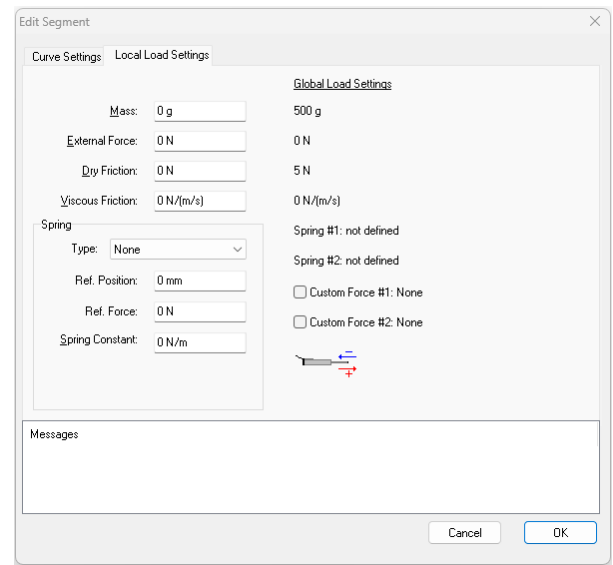 Edit Segment
Curve Settings Local Load Settings
Global Load Settings
Mass: 0 g 500 g
External Force: 0 N 0 N
Dry Friction: 0 N 5 N
Viscous Friction: 0 N/(m/s) 0 N/(m/s)
Spring
Spring #1: not defined
Type: None
Spring #2: not defined
Ref. Position: 0 mm
Custom Force #1: None
Ref. Force: 0 N
Custom Force #2: None
Spring Constant: 0 N/m
−
+
Messages
Cancel OK